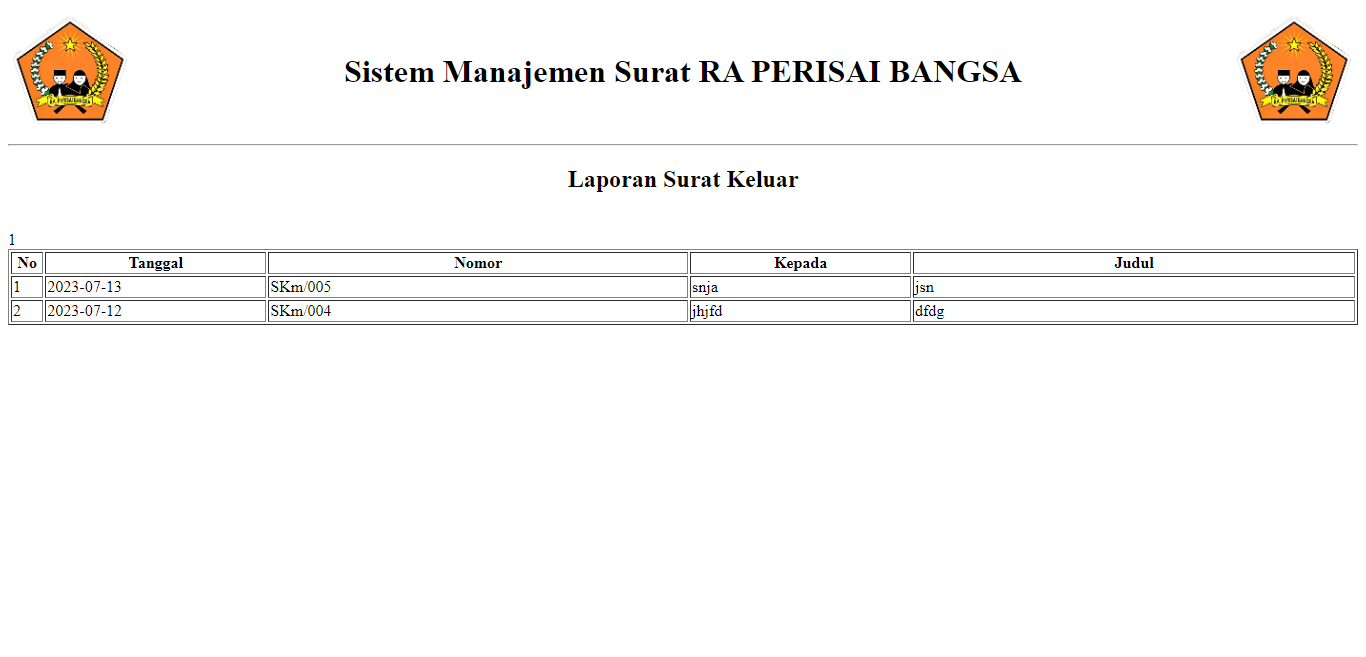 Sistem Manajemen Surat RA PERISAI BANGSA
Laporan Surat Keluar
1
No Tanggal Nomor Kepada Judul
1 2023-07-13 SKm/005 snja jsn
2 2023-07-12 SKm/004 jhjfd dfdg